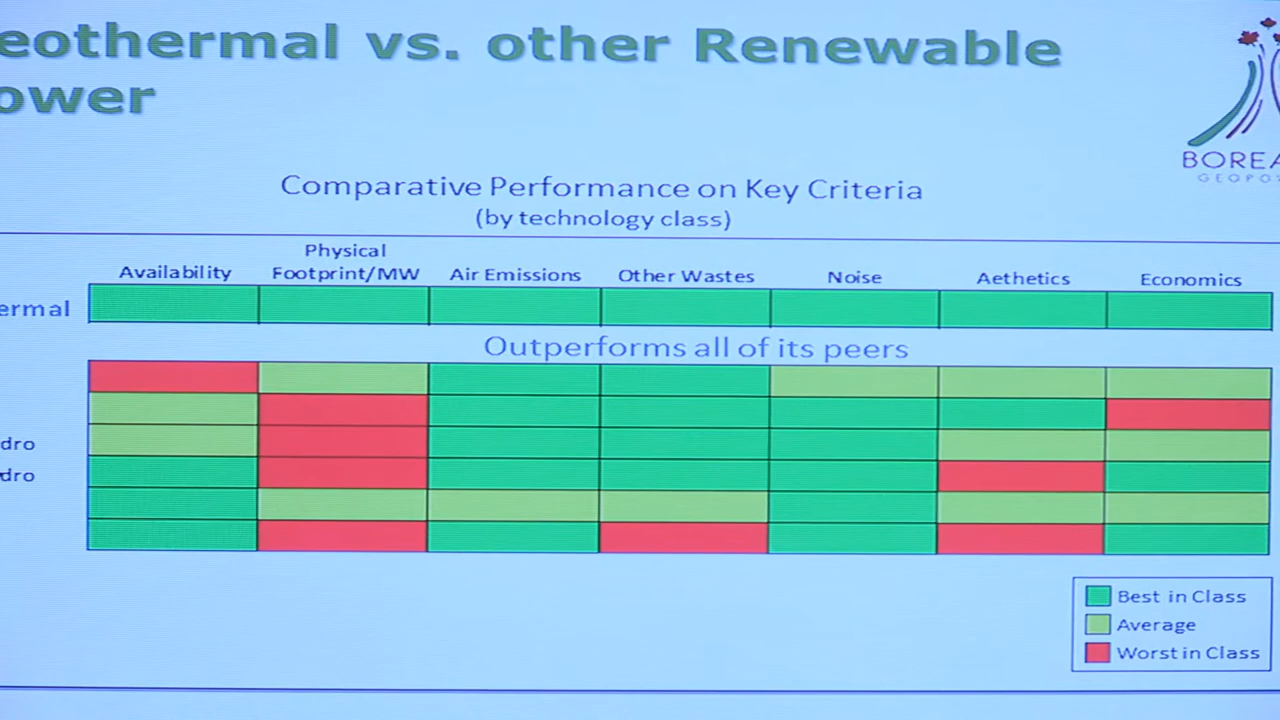 eothermal vs. other Renewable
ower
BOREA
GEOPO
Comparative Performance on Key Criteria
(by technology class)
Availability Physical Footprint/MW Air Emissions Other Wastes Noise Aethetics Economics
ermal
Outperforms all of its peers
dro
dro
Best in Class
Average
Worst in Class